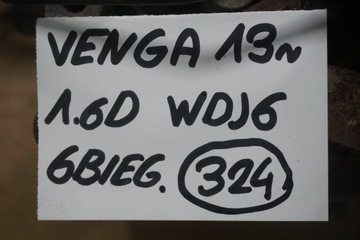 VENGA 13r
1.6D WDJ6
6BIEG. 324